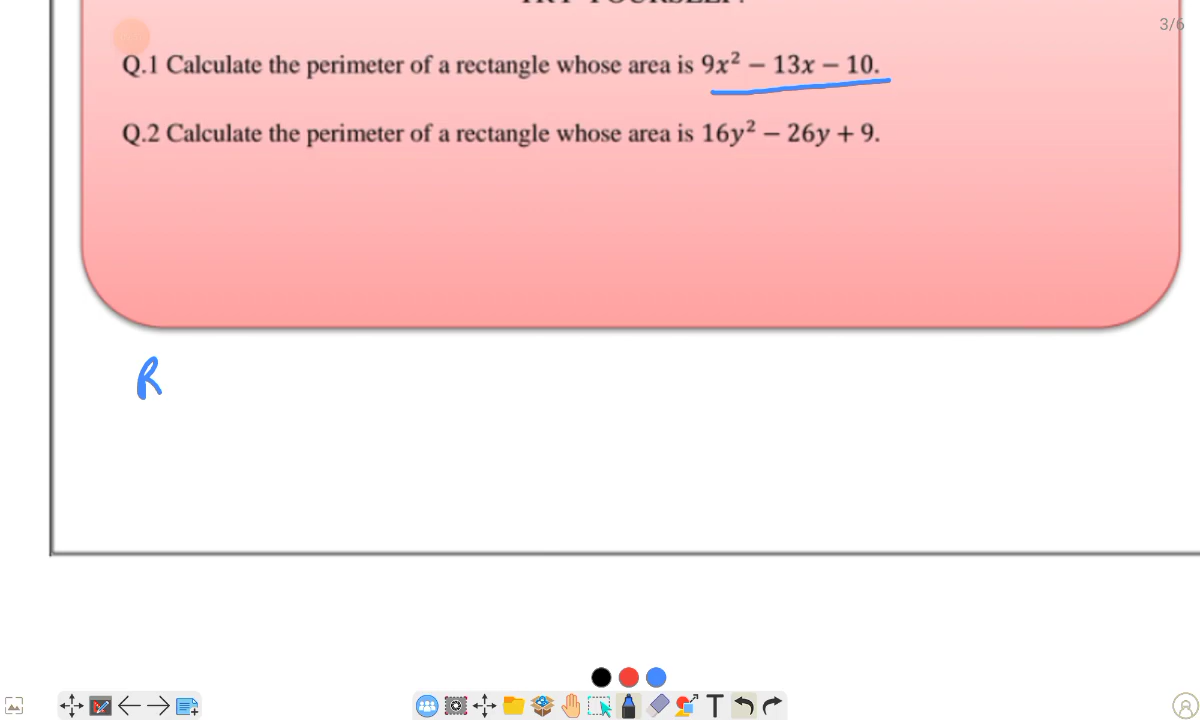 3/6
Q.1 Calculate the perimeter of a rectangle whose area is 9x² − 13x − 10.
Q.2 Calculate the perimeter of a rectangle whose area is 16y² − 26y + 9.
R
T